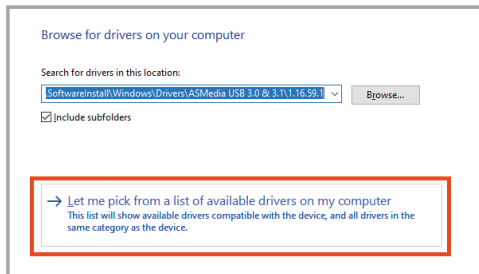 Browse for drivers on your computer
Search for drivers in this location:
\SoftwareInstall\Windows\Drivers\ASMedia USB 3.0 & 3.1\1.16.59.1
Browse...
Include subfolders
Let me pick from a list of available drivers on my computer
This list will show available drivers compatible with the device, and all drivers in the
same category as the device.